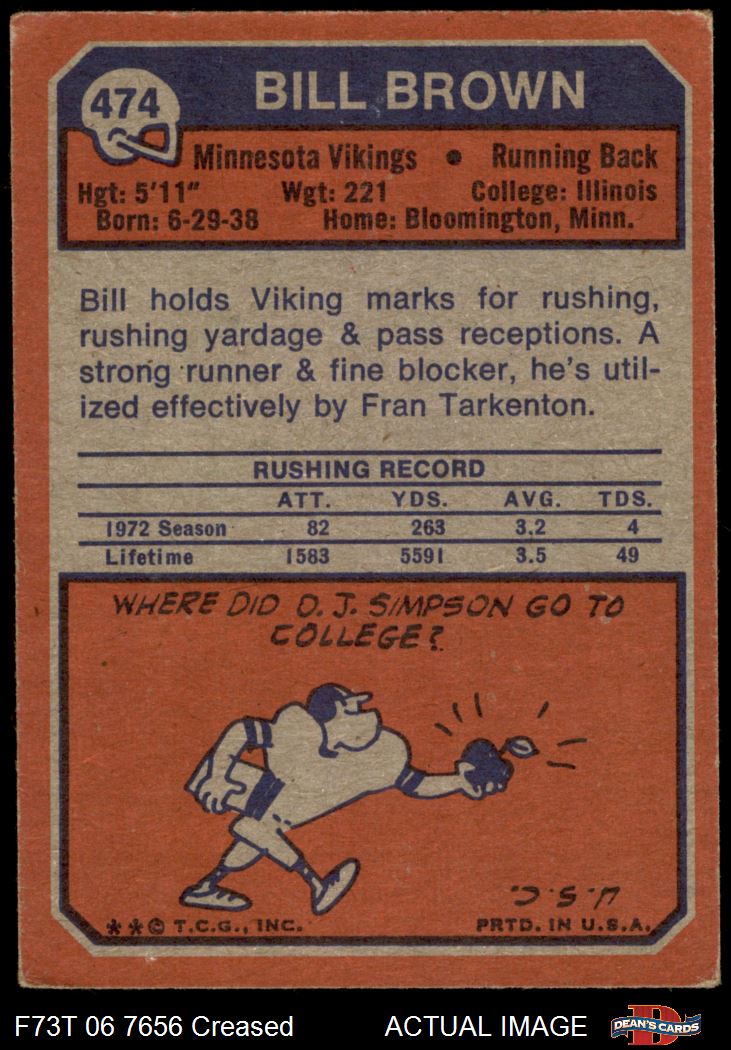 474
BILL BROWN
Minnesota Vikings • Running Back
Hgt: 5'11" Wgt: 221 College: Illinois
Born: 6-29-38 Home: Bloomington, Minn.
Bill holds Viking marks for rushing,
rushing yardage & pass receptions. A
strong runner & fine blocker, he's util-
ized effectively by Fran Tarkenton.
RUSHING RECORD
ATT. YDS. AVG. TDS.
1972 Season 82 263 3.2 4
Lifetime 1583 5591 3.5 49
WHERE DID O. J. SIMPSON GO TO
COLLEGE?
U.S.C.
** © T.C.G., INC. PRTD. IN U.S.A.
F73T 06 7656 Creased ACTUAL IMAGE
D
DEAN'S CARDS